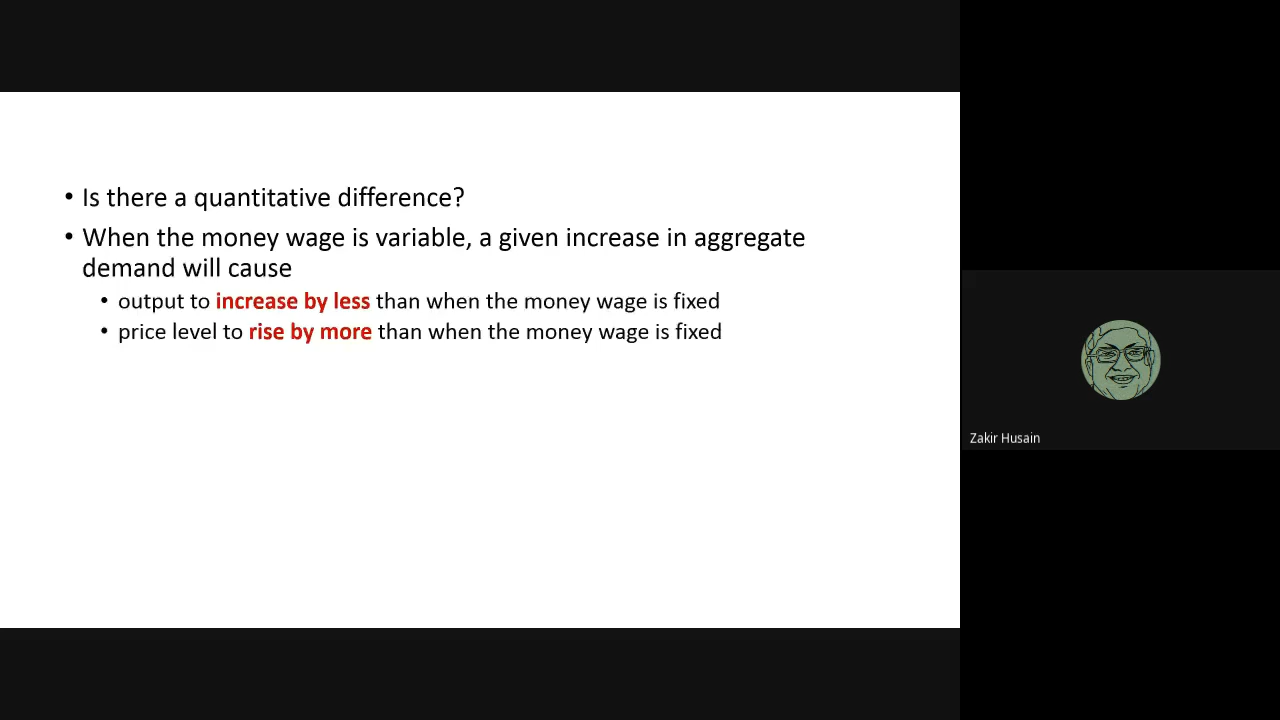 • Is there a quantitative difference?
• When the money wage is variable, a given increase in aggregate
demand will cause
• output to increase by less than when the money wage is fixed
• price level to rise by more than when the money wage is fixed
Zakir Husain